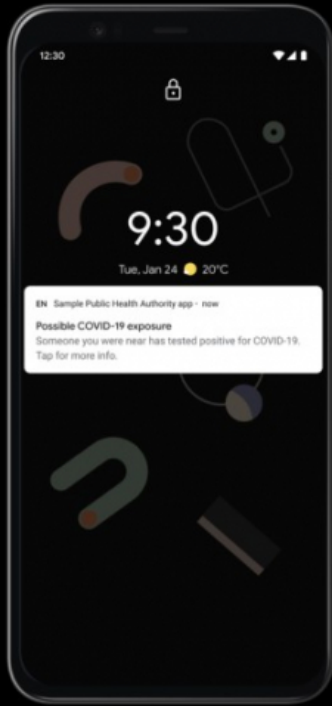 12:30
9:30
Tue, Jan 24 20°C
EN Sample Public Health Authority app · now
Possible COVID-19 exposure
Someone you were near has tested positive for COVID-19.
Tap for more info.